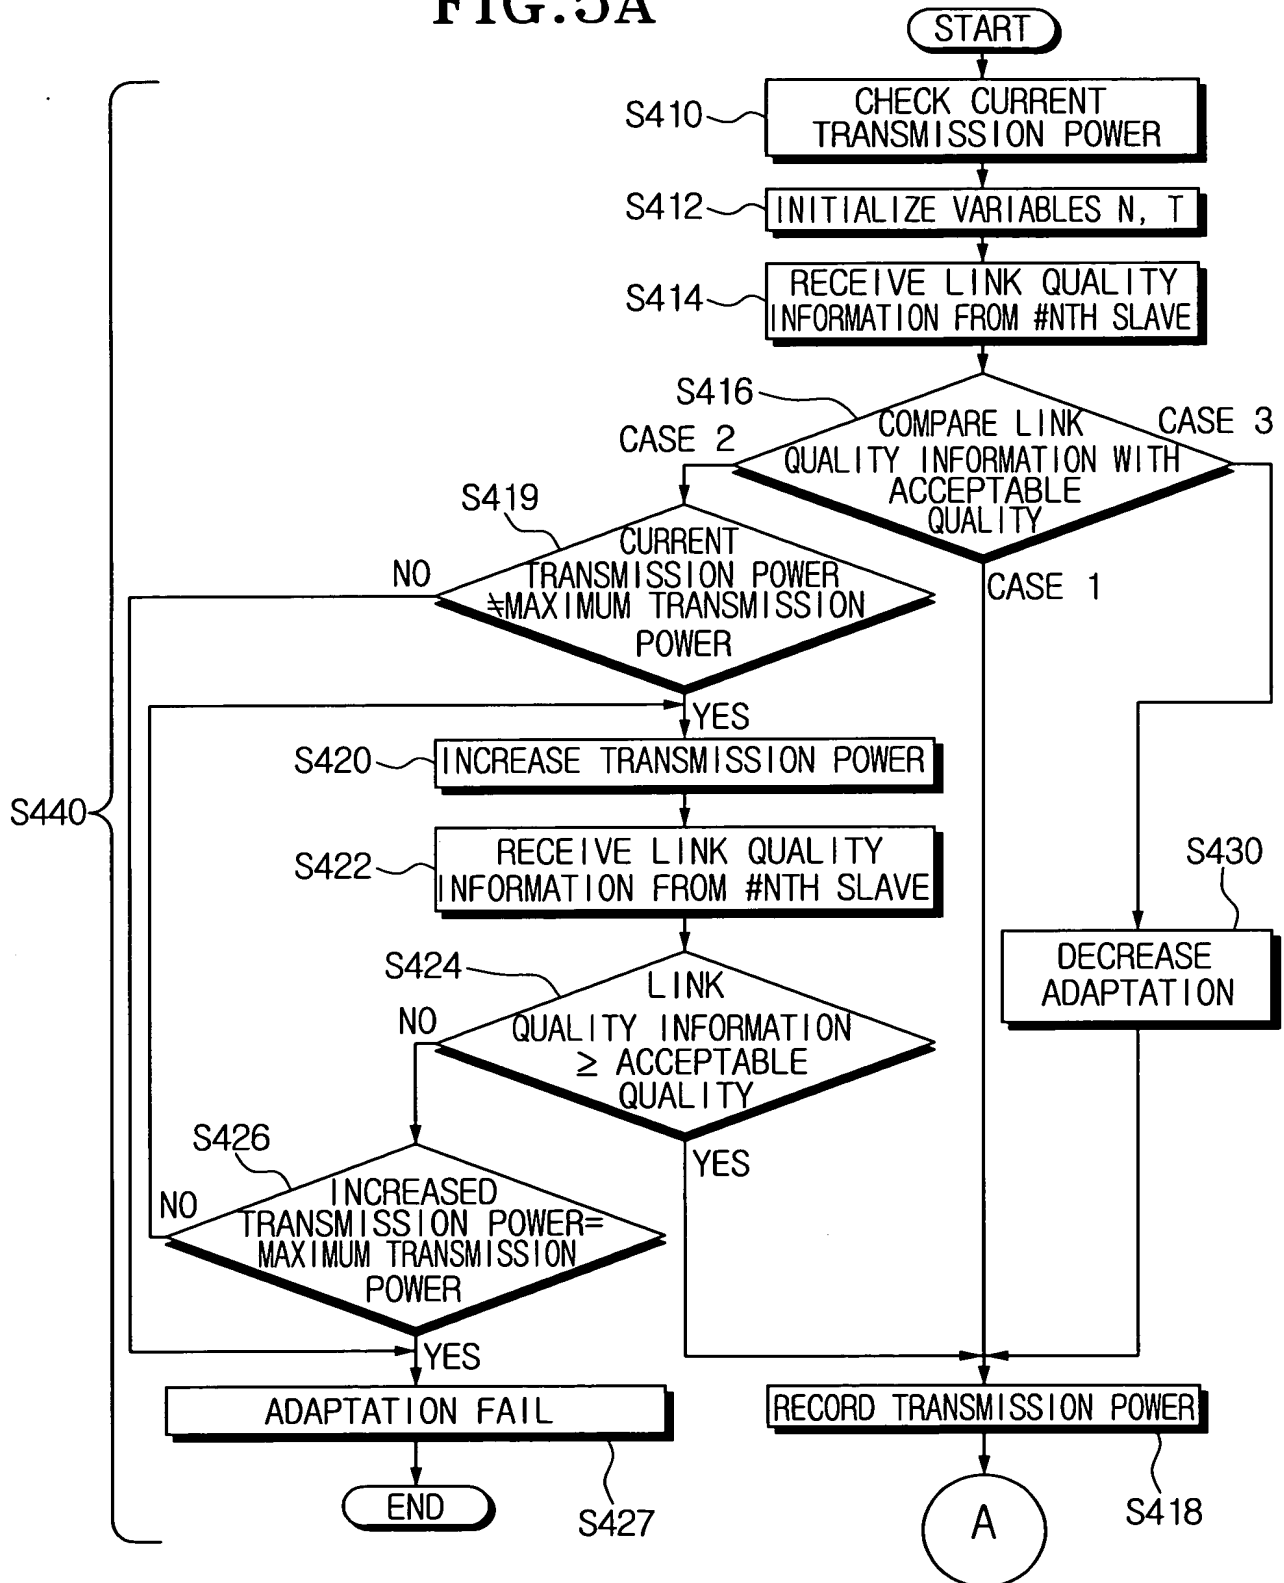 FIG.5A
START
S410
CHECK CURRENT
TRANSMISSION POWER
S412
INITIALIZE VARIABLES N, T
S414
RECEIVE LINK QUALITY
INFORMATION FROM #NTH SLAVE
S416
COMPARE LINK
QUALITY INFORMATION WITH
ACCEPTABLE
QUALITY
CASE 2
CASE 3
CASE 1
S419
CURRENT
TRANSMISSION POWER
≠MAXIMUM TRANSMISSION
POWER
NO
YES
S420
INCREASE TRANSMISSION POWER
S440
S422
RECEIVE LINK QUALITY
INFORMATION FROM #NTH SLAVE
S430
DECREASE
ADAPTATION
S424
LINK
QUALITY INFORMATION
≥ ACCEPTABLE
QUALITY
NO
YES
S426
INCREASED
TRANSMISSION POWER=
MAXIMUM TRANSMISSION
POWER
NO
YES
ADAPTATION FAIL
S427
END
RECORD TRANSMISSION POWER
S418
A